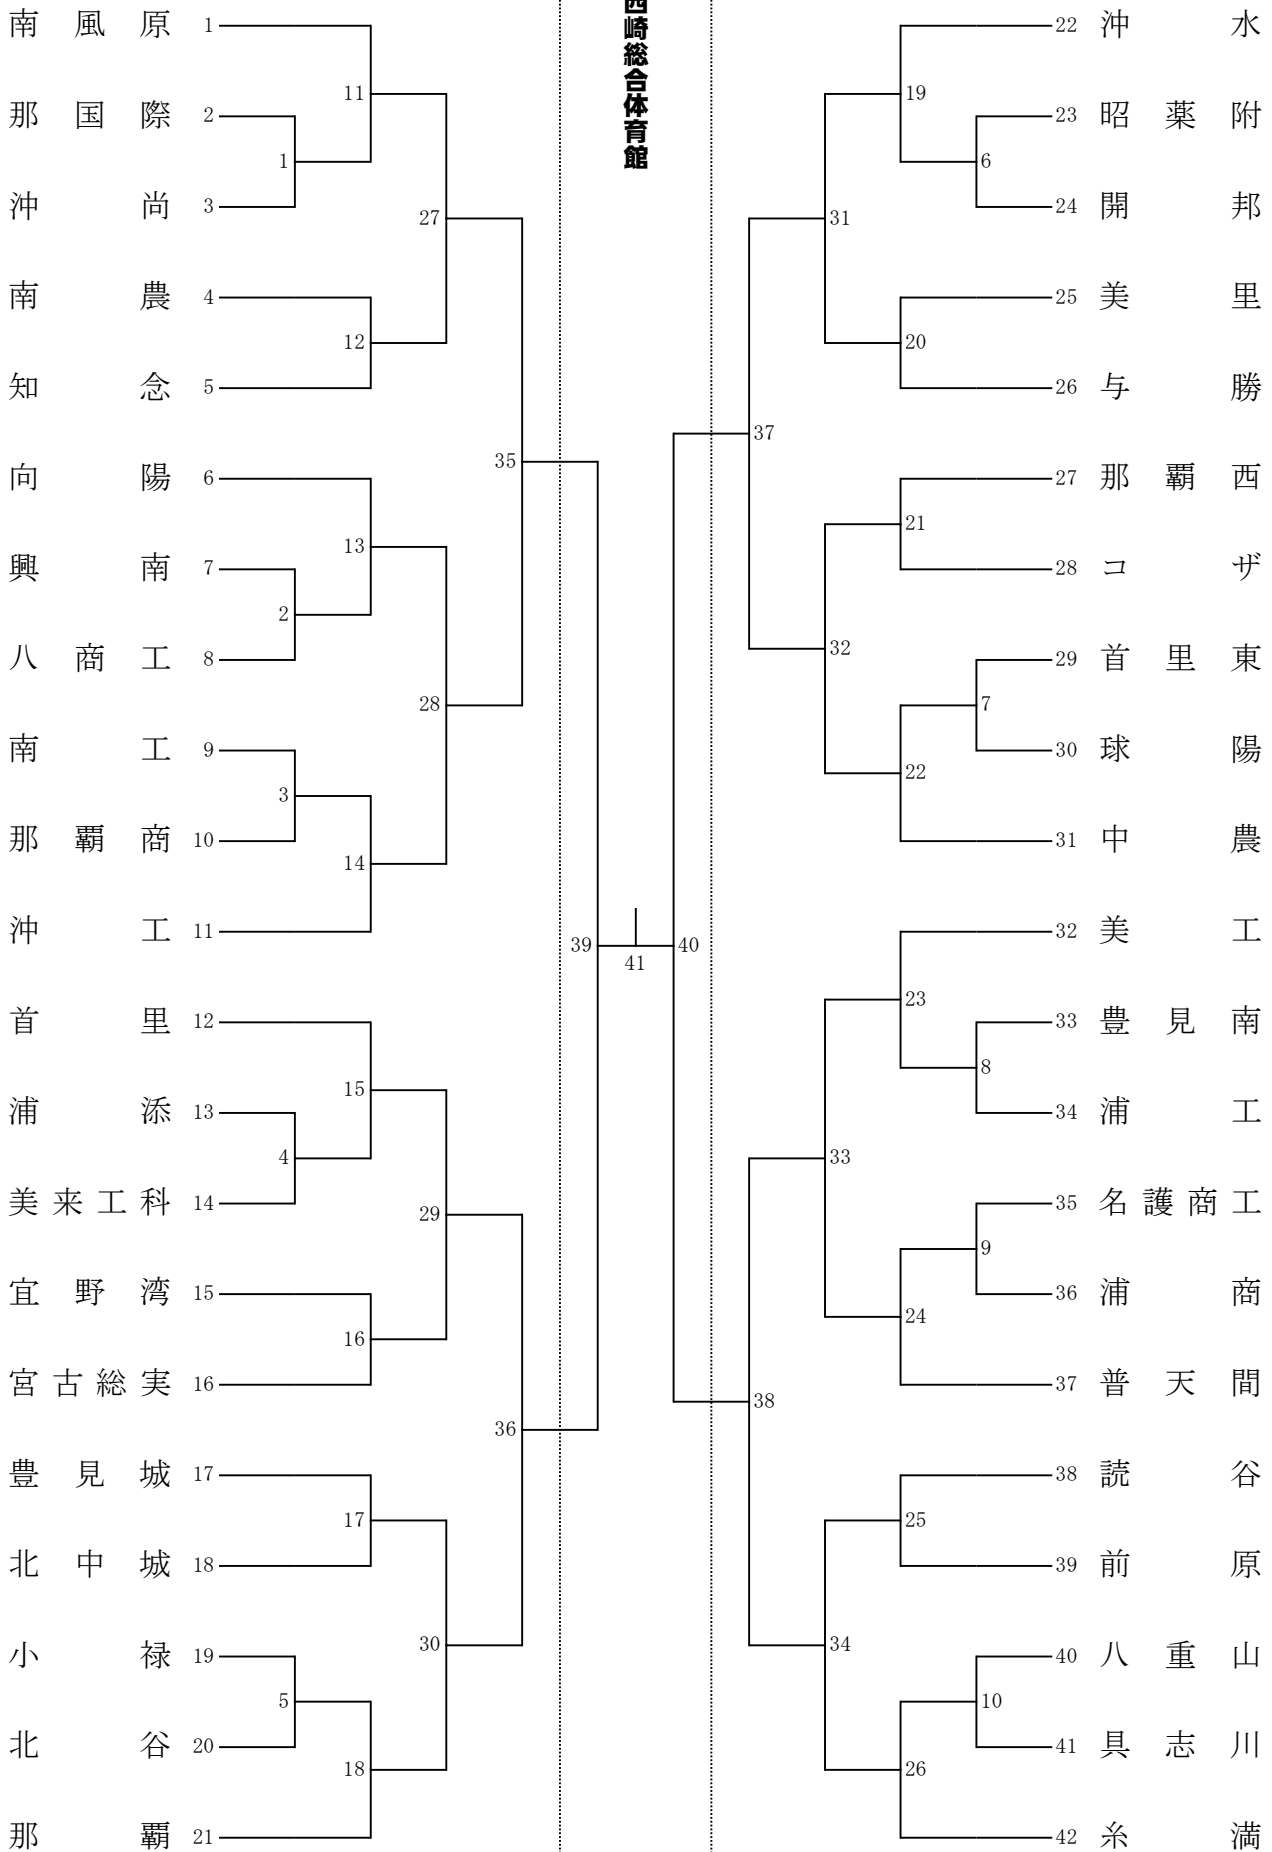 西崎総合体育館
南風原 1
那国際 2
沖尚 3
南農 4
知念 5
向陽 6
興南 7
八商工 8
南工 9
那覇商 10
沖工 11
首里 12
浦添 13
美来工科 14
宜野湾 15
宮古総実 16
豊見城 17
北中城 18
小禄 19
北谷 20
那覇 21
1
2
3
4
5
11
12
13
14
15
16
17
18
27
28
29
30
35
36
39
41
40
37
38
31
32
33
34
19
20
21
22
23
24
25
26
6
7
8
9
10
22 沖水
23 昭薬附
24 開邦
25 美里
26 与勝
27 那覇西
28 コザ
29 首里東
30 球陽
31 中農
32 美工
33 豊見南
34 浦工
35 名護商工
36 浦商
37 普天間
38 読谷
39 前原
40 八重山
41 具志川
42 糸満